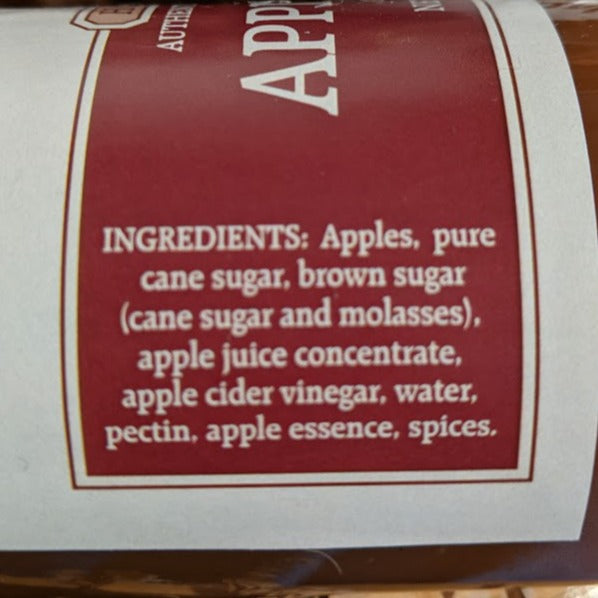 INGREDIENTS: Apples, pure
cane sugar, brown sugar
(cane sugar and molasses),
apple juice concentrate,
apple cider vinegar, water,
pectin, apple essence, spices.